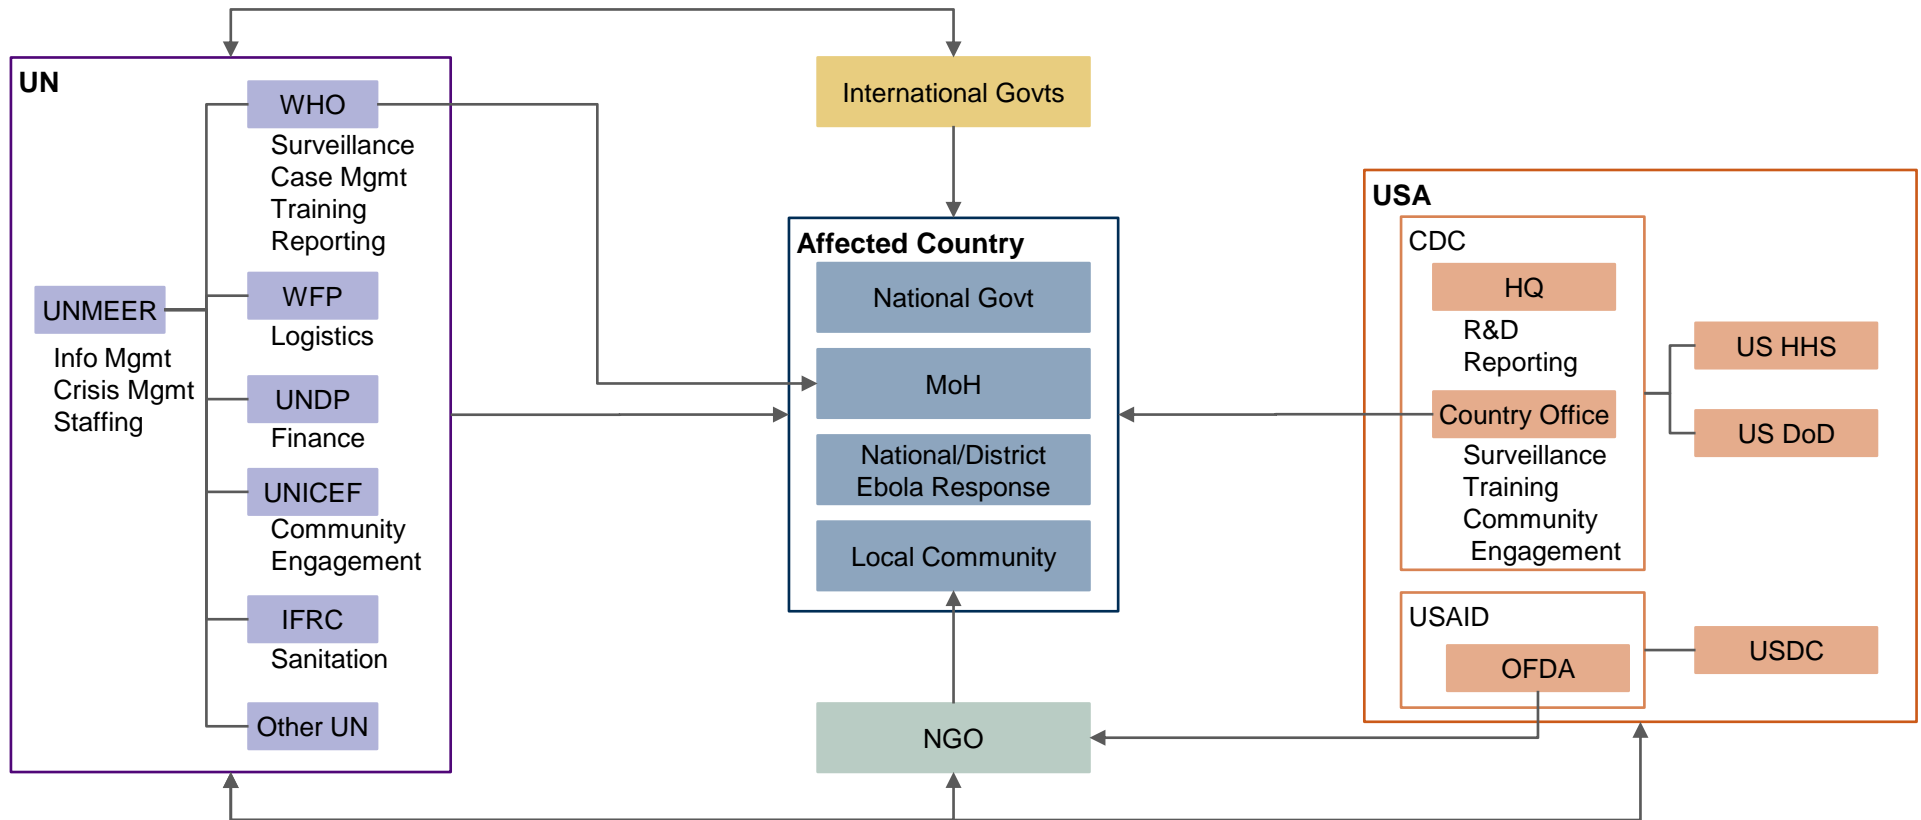 UN
WHO
Surveillance
Case Mgmt
Training
Reporting
UNMEER
Info Mgmt
Crisis Mgmt
Staffing
WFP
Logistics
UNDP
Finance
UNICEF
Community
Engagement
IFRC
Sanitation
Other UN
International Govts
Affected Country
National Govt
MoH
National/District
Ebola Response
Local Community
NGO
USA
CDC
HQ
R&D
Reporting
Country Office
Surveillance
Training
Community
Engagement
US HHS
US DoD
USAID
OFDA
USDC